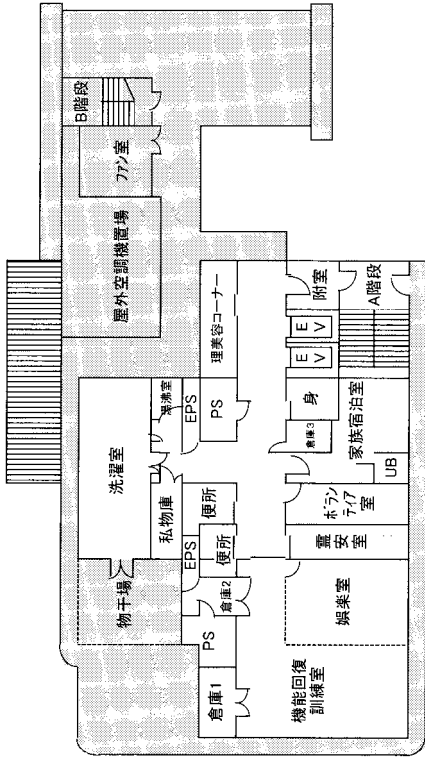 B階段
ファン室
屋外空調機置場
理美容コーナー
附室
A階段
E
V
E
V
湯沸室
EPS
PS
身
倉庫3
家族宿泊室
UB
洗濯室
私物庫
便所
ボラン
ティア
室
EPS
便所
霊安室
物干場
倉庫2
PS
娯楽室
倉庫1
機能回復
訓練室